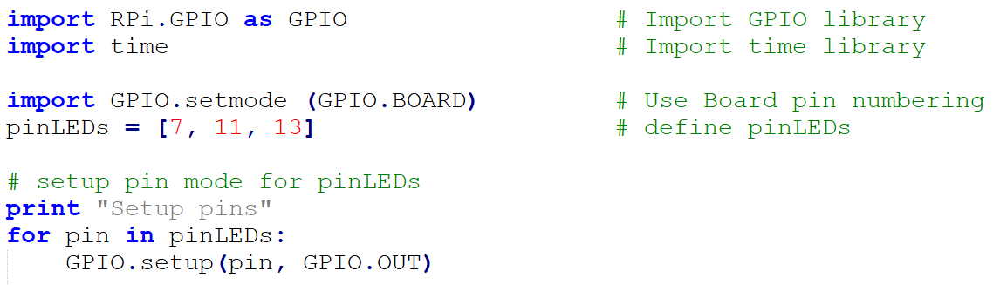 import RPi.GPIO as GPIO # Import GPIO library
import time # Import time library
import GPIO.setmode (GPIO.BOARD) # Use Board pin numbering
pinLEDs = [7, 11, 13] # define pinLEDs
# setup pin mode for pinLEDs
print "Setup pins"
for pin in pinLEDs:
    GPIO.setup(pin, GPIO.OUT)